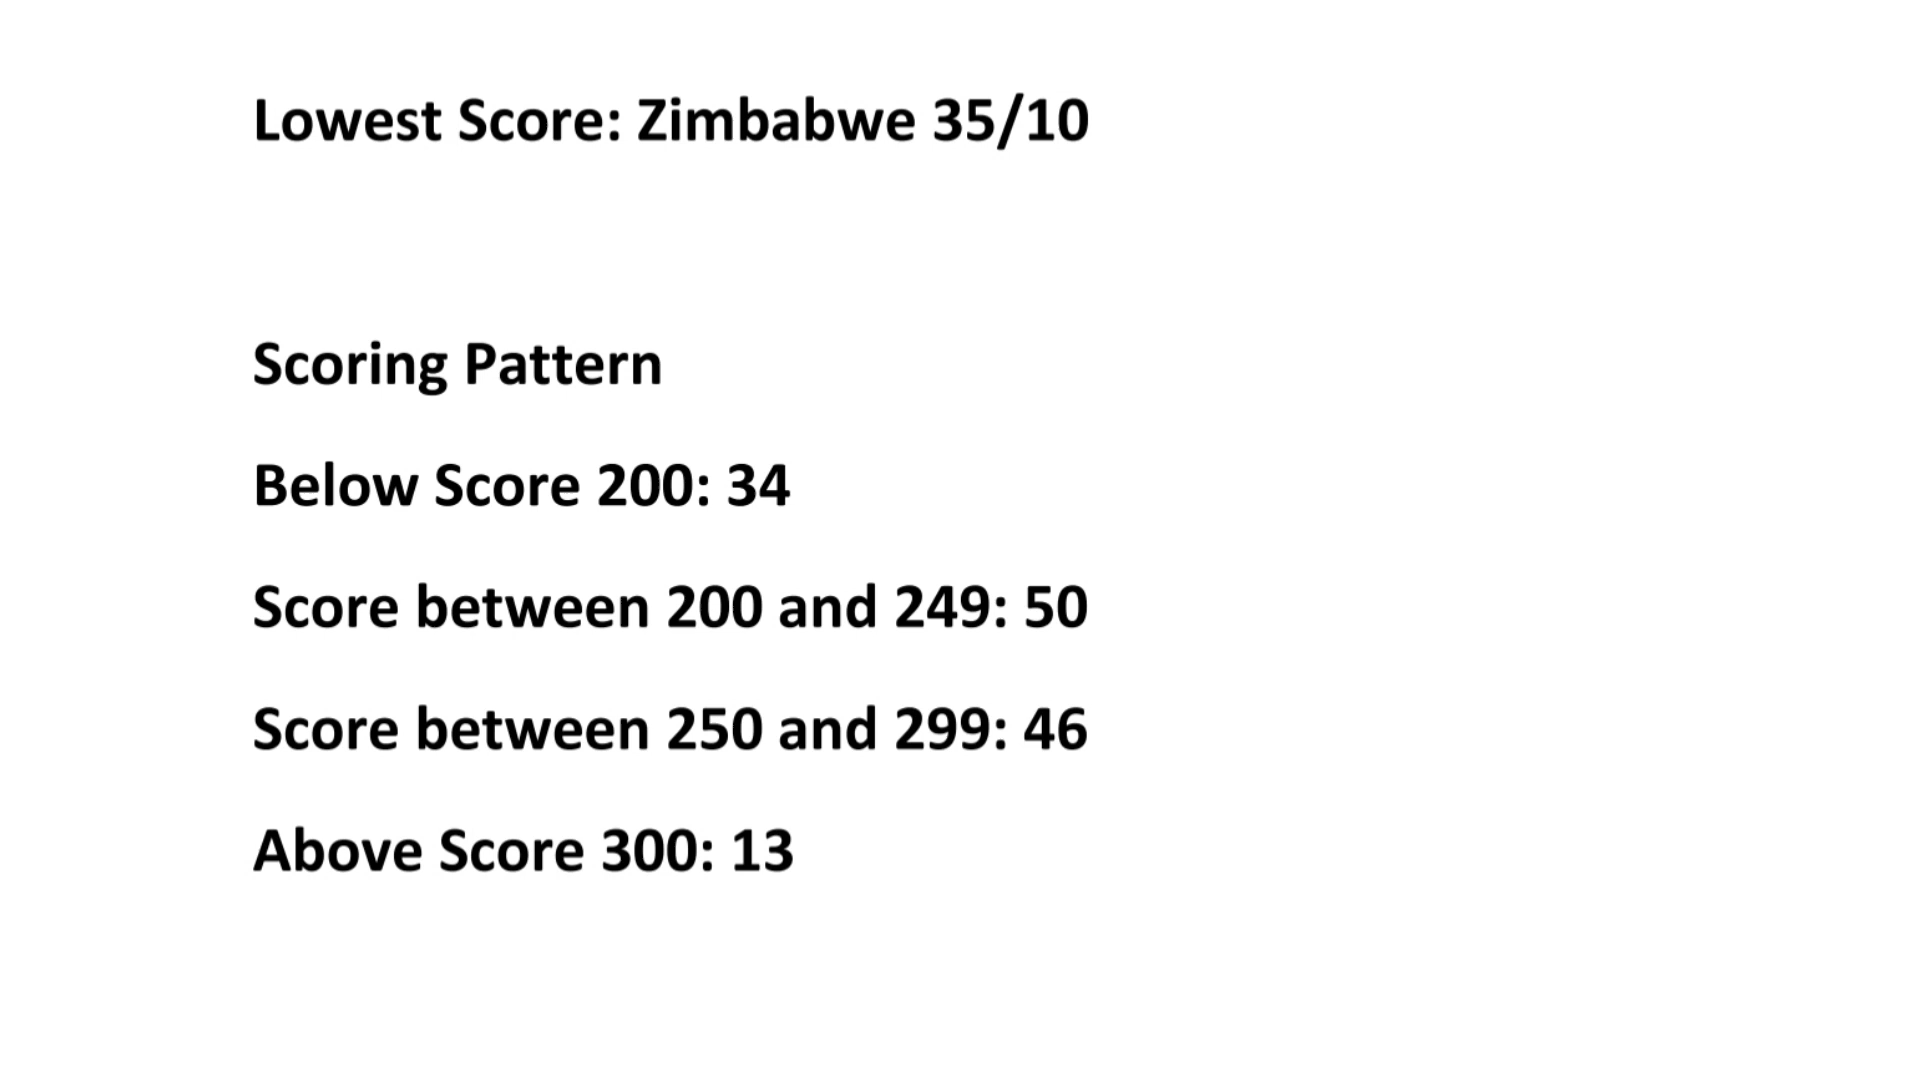 Lowest Score: Zimbabwe 35/10
Scoring Pattern
Below Score 200: 34
Score between 200 and 249: 50
Score between 250 and 299: 46
Above Score 300: 13